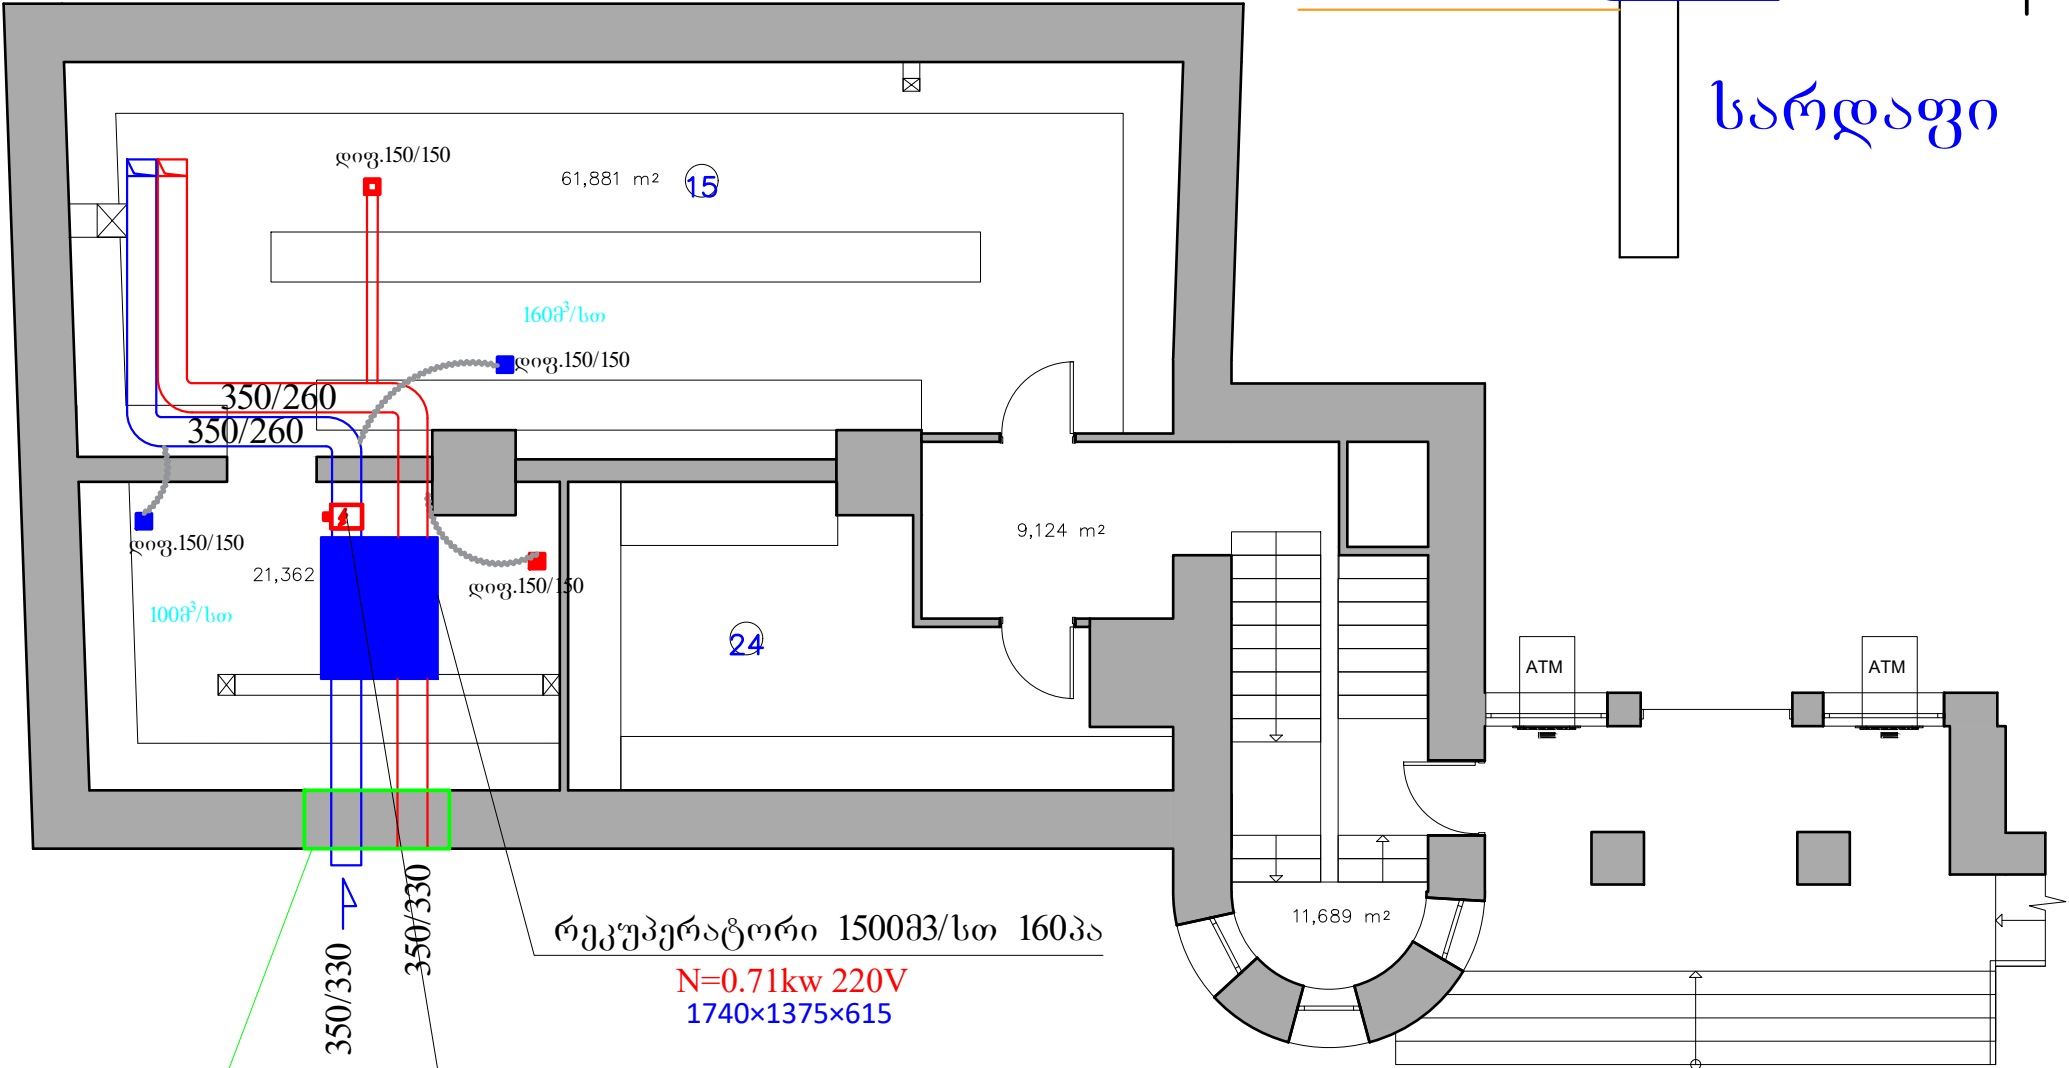 სარდაფი
დიფ.150/150
61,881 m²
15
160მ³/სთ
დიფ.150/150
350/260
350/260
დიფ.150/150
9,124 m²
21,362
დიფ.150/150
100მ³/სთ
24
ATM
ATM
350/330
350/330
რეკუპერატორი 1500მ3/სთ 160პა
N=0.71kw 220V
1740×1375×615
11,689 m²